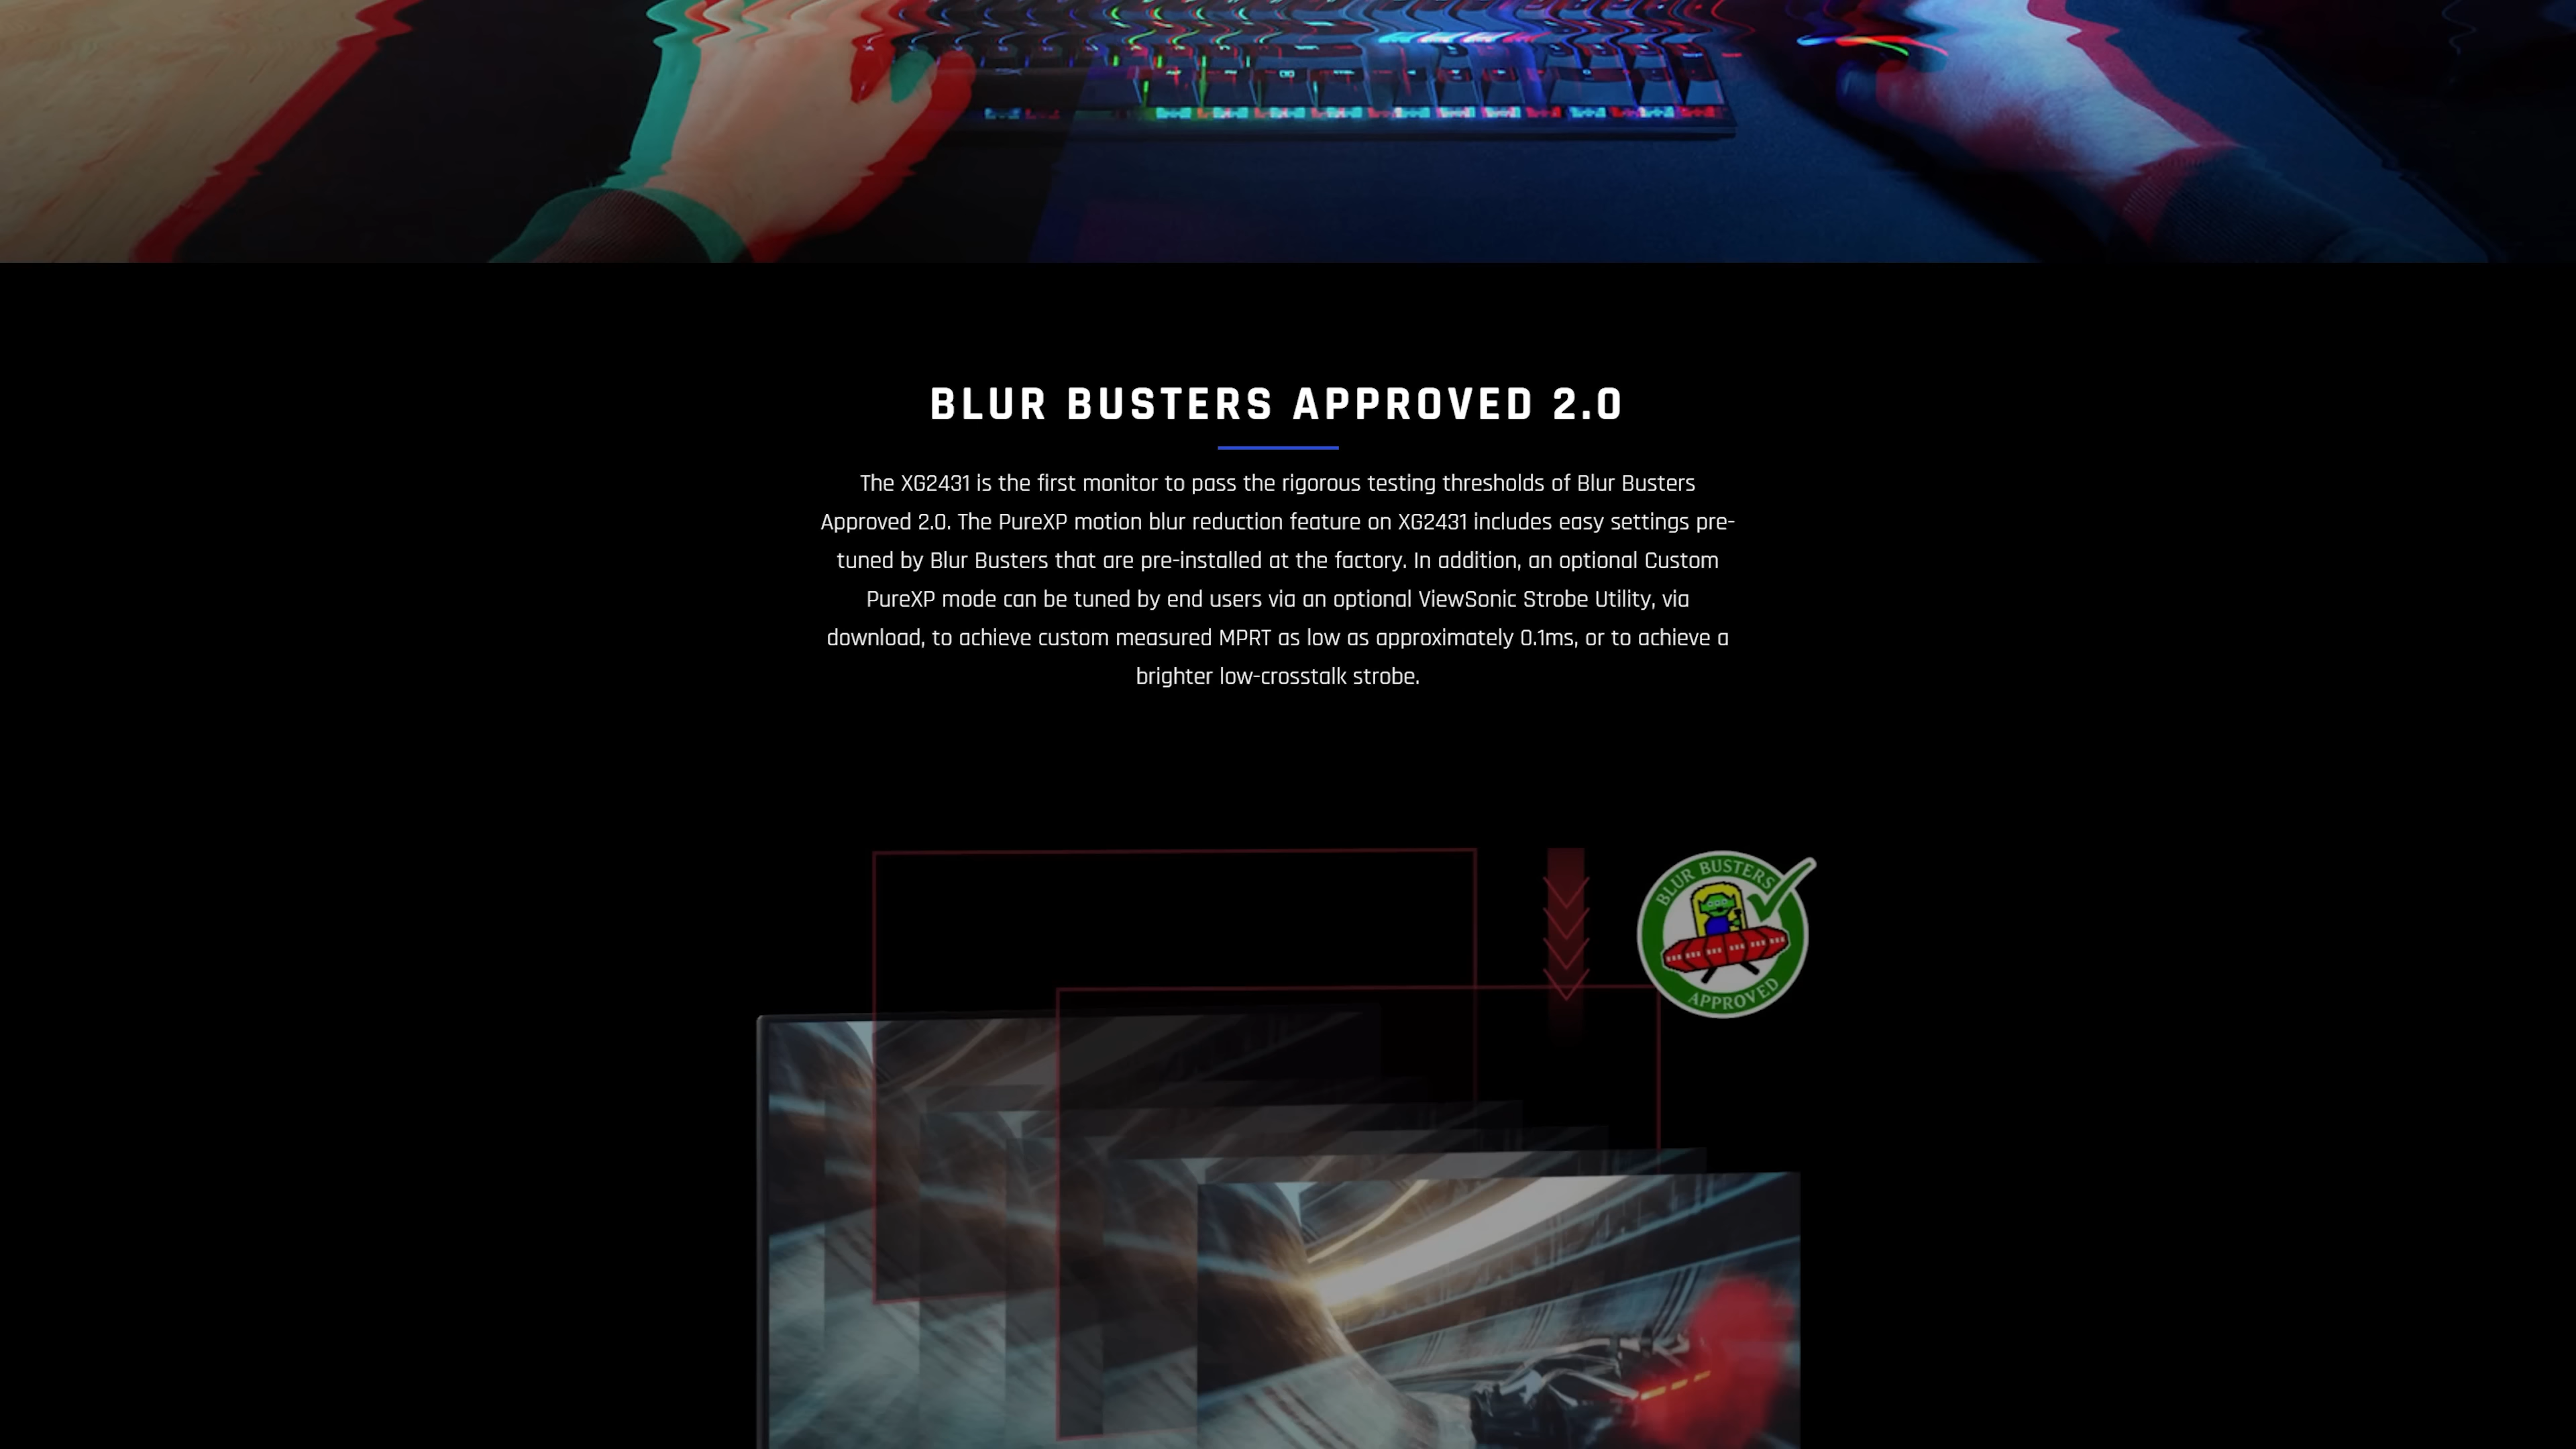 BLUR BUSTERS APPROVED 2.0
The XG2431 is the first monitor to pass the rigorous testing thresholds of Blur Busters
Approved 2.0. The PureXP motion blur reduction feature on XG2431 includes easy settings pre-
tuned by Blur Busters that are pre-installed at the factory. In addition, an optional Custom
PureXP mode can be tuned by end users via an optional ViewSonic Strobe Utility, via
download, to achieve custom measured MPRT as low as approximately 0.1ms, or to achieve a
brighter low-crosstalk strobe.
BLUR BUSTERS
APPROVED